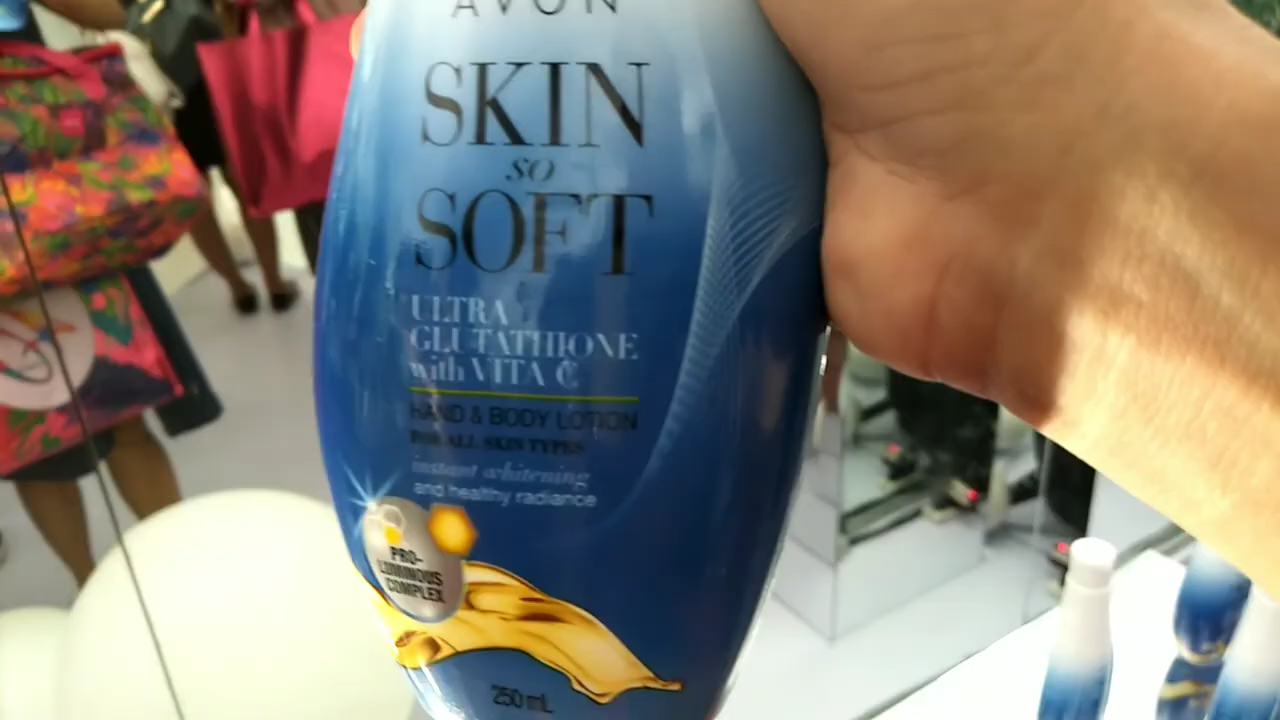 AVON
SKIN
so
SOFT
ULTRA
GLUTATHIONE
with VITA C
HAND & BODY LOTION
FOR ALL SKIN TYPES
instant whitening
and healthy radiance
PRO-
LUMINOUS
COMPLEX
250 mL